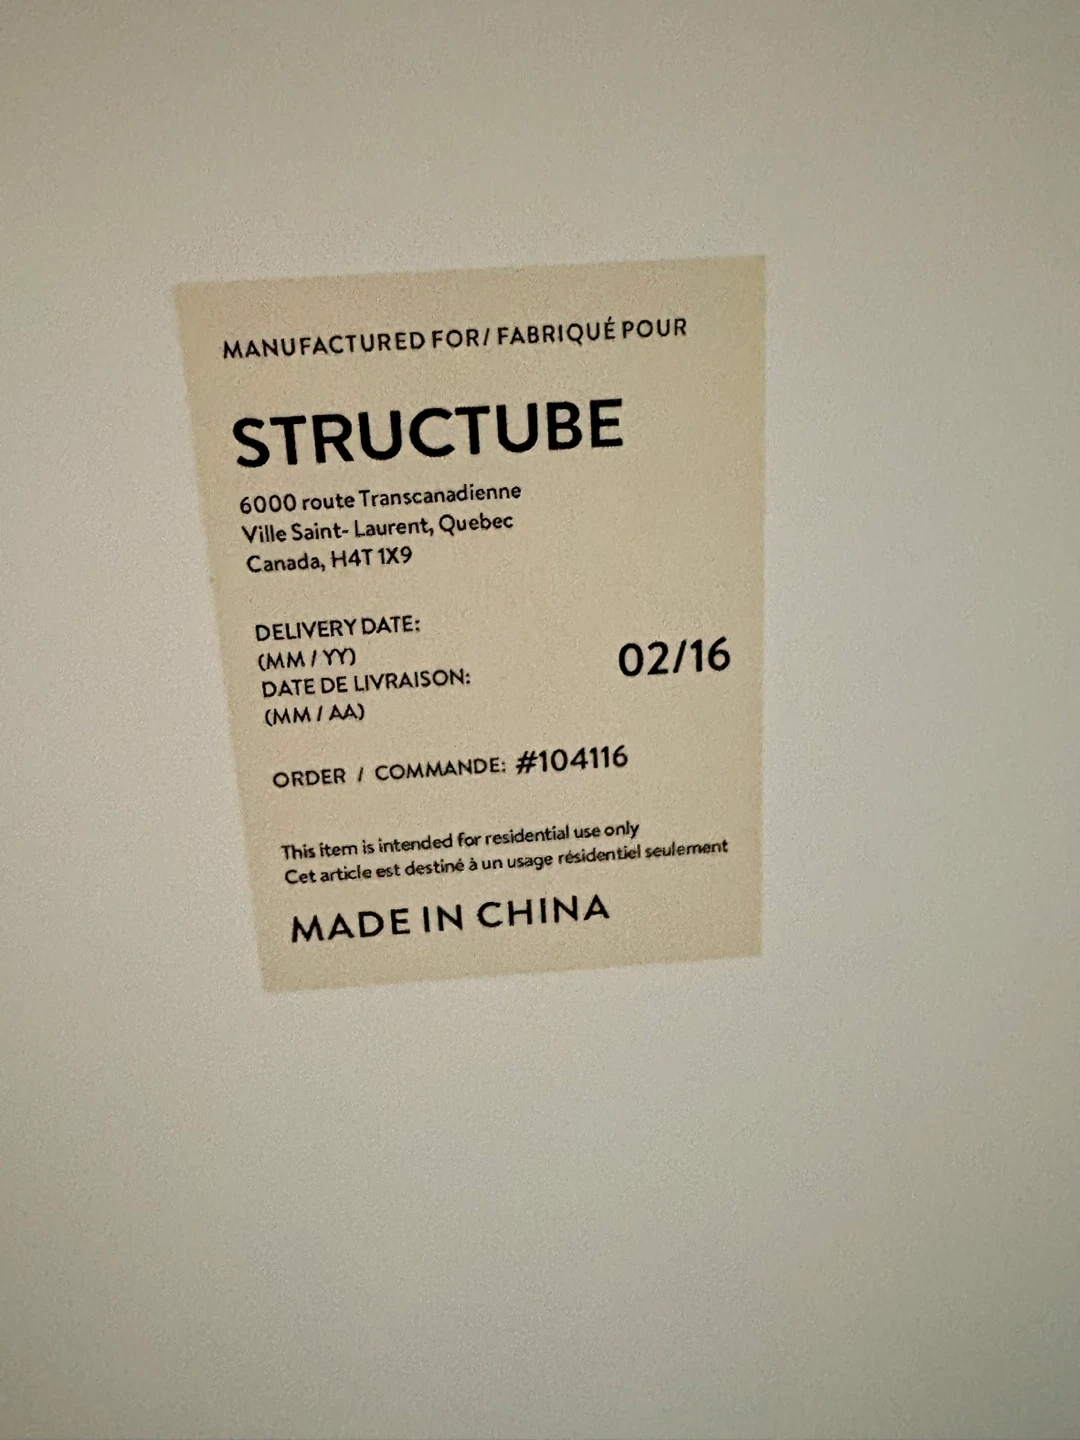 MANUFACTURED FOR/ FABRIQUÉ POUR
STRUCTUBE
6000 route Transcanadienne
Ville Saint- Laurent, Quebec
Canada, H4T 1X9
DELIVERY DATE:
(MM / YY)
DATE DE LIVRAISON:
(MM / AA)
02/16
ORDER / COMMANDE: #104116
This item is intended for residential use only
Cet article est destiné à un usage résidentiel seulement
MADE IN CHINA